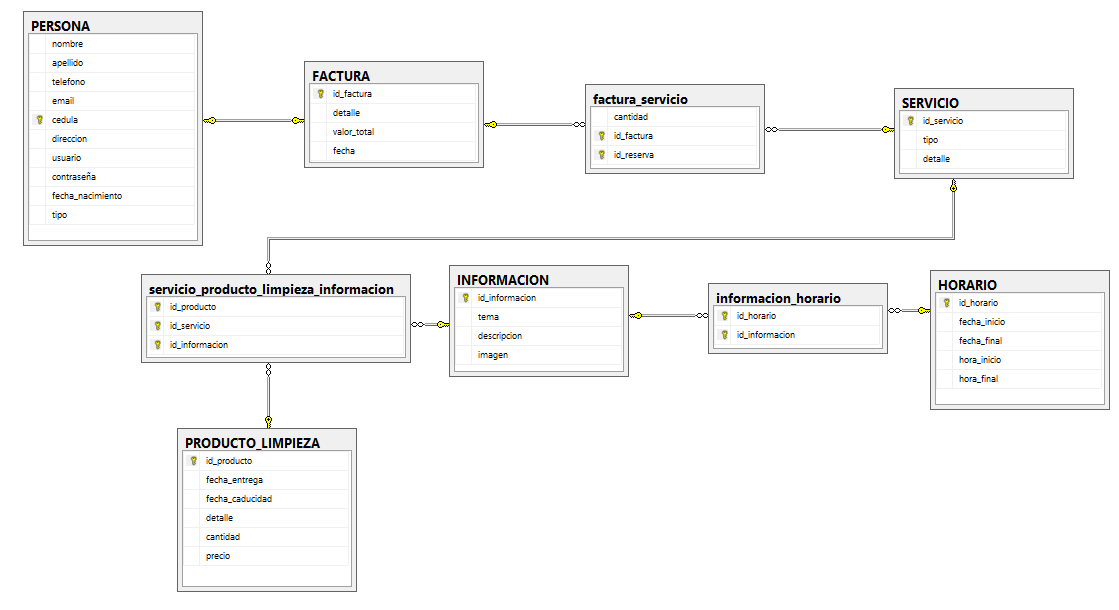 PERSONA
nombre
apellido
telefono
email
cedula
direccion
usuario
contraseña
fecha_nacimiento
tipo
FACTURA
id_factura
detalle
valor_total
fecha
factura_servicio
cantidad
id_factura
id_reserva
SERVICIO
id_servicio
tipo
detalle
servicio_producto_limpieza_informacion
id_producto
id_servicio
id_informacion
INFORMACION
id_informacion
tema
descripcion
imagen
informacion_horario
id_horario
id_informacion
HORARIO
id_horario
fecha_inicio
fecha_final
hora_inicio
hora_final
PRODUCTO_LIMPIEZA
id_producto
fecha_entrega
fecha_caducidad
detalle
cantidad
precio